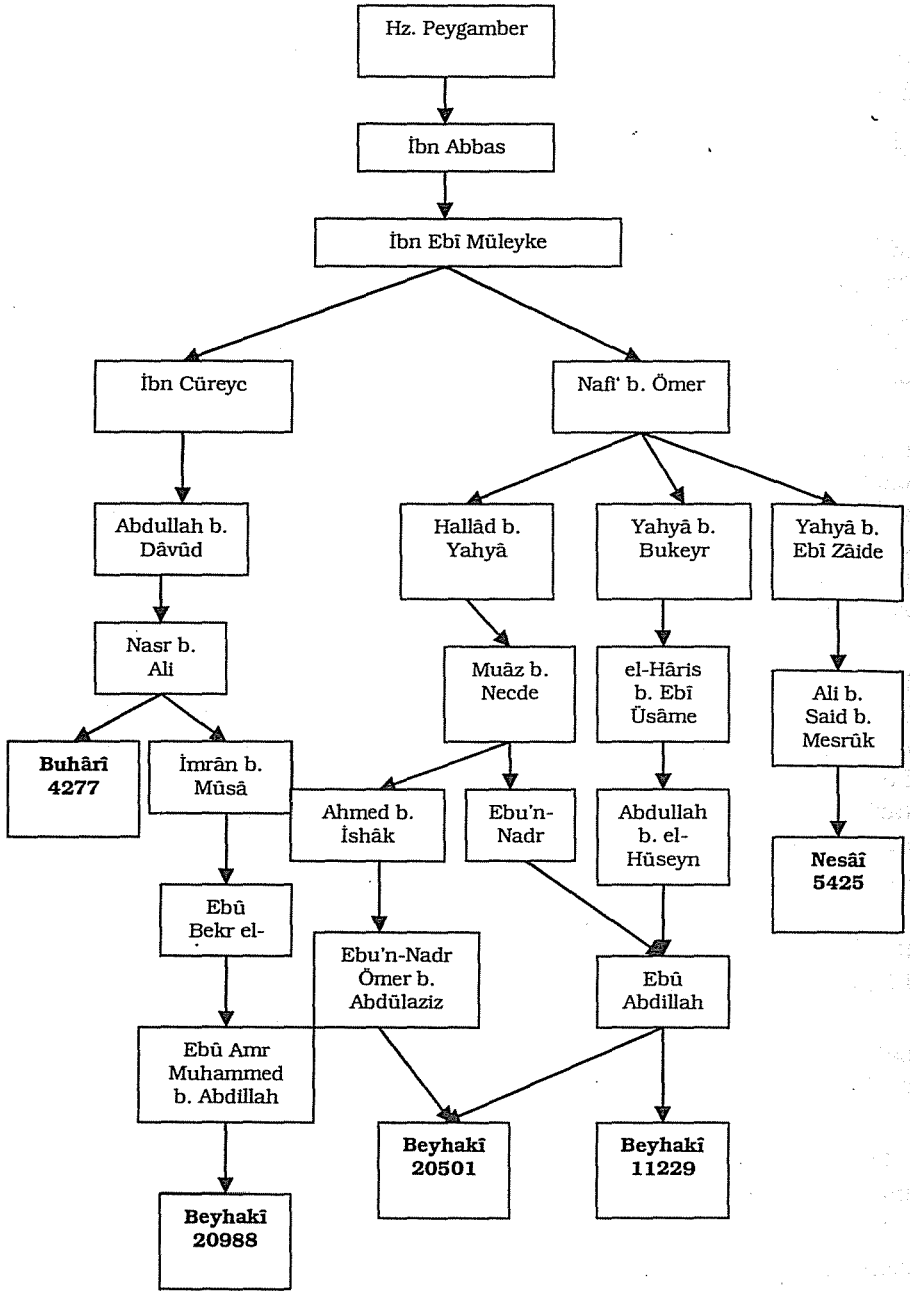 Hz. Peygamber
İbn Abbas
İbn Ebî Müleyke
İbn Cüreyc
Nafi‘ b. Ömer
Abdullah b.
Dâvûd
Hallâd b.
Yahyâ
Yahyâ b.
Bukeyr
Yahyâ b.
Ebî Zâide
Nasr b.
Ali
Muâz b.
Necde
el-Hâris
b. Ebî
Üsâme
Ali b.
Said b.
Mesrûk
Buhârî
4277
İmrân b.
Mûsâ
Ahmed b.
İshâk
Ebu’n-
Nadr
Abdullah
b. el-
Hüseyn
Nesâî
5425
Ebû
Bekr el-
Ebu’n-Nadr
Ömer b.
Abdülaziz
Ebû
Abdillah
Ebû Amr
Muhammed
b. Abdillah
Beyhakî
20501
Beyhakî
11229
Beyhakî
20988